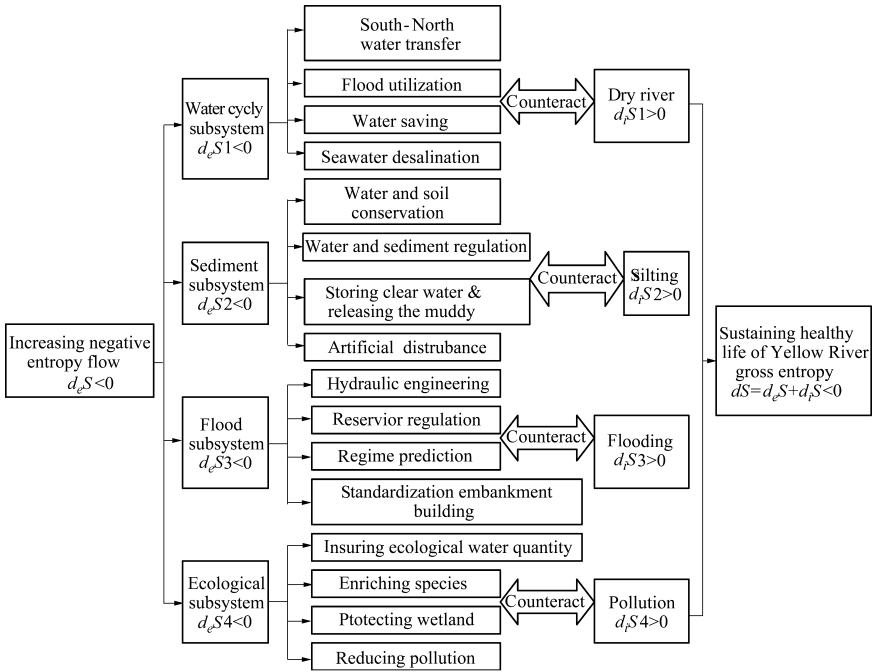 Increasing negative
entropy flow
dₑS<0
Water cycly
subsystem
dₑS1<0
South-North
water transfer
Flood utilization
Water saving
Seawater desalination
Counteract
Dry river
dᵢS1>0
Sediment
subsystem
dₑS2<0
Water and soil
conservation
Water and sediment regulation
Storing clear water &
releasing the muddy
Artificial distrubance
Counteract
Silting
dᵢS2>0
Flood
subsystem
dₑS3<0
Hydraulic engineering
Reservior regulation
Regime prediction
Standardization embankment
building
Counteract
Flooding
dᵢS3>0
Ecological
subsystem
dₑS4<0
Insuring ecological water quantity
Enriching species
Ptotecting wetland
Reducing pollution
Counteract
Pollution
dᵢS4>0
Sustaining healthy
life of Yellow River
gross entropy
dS=dₑS+dᵢS<0